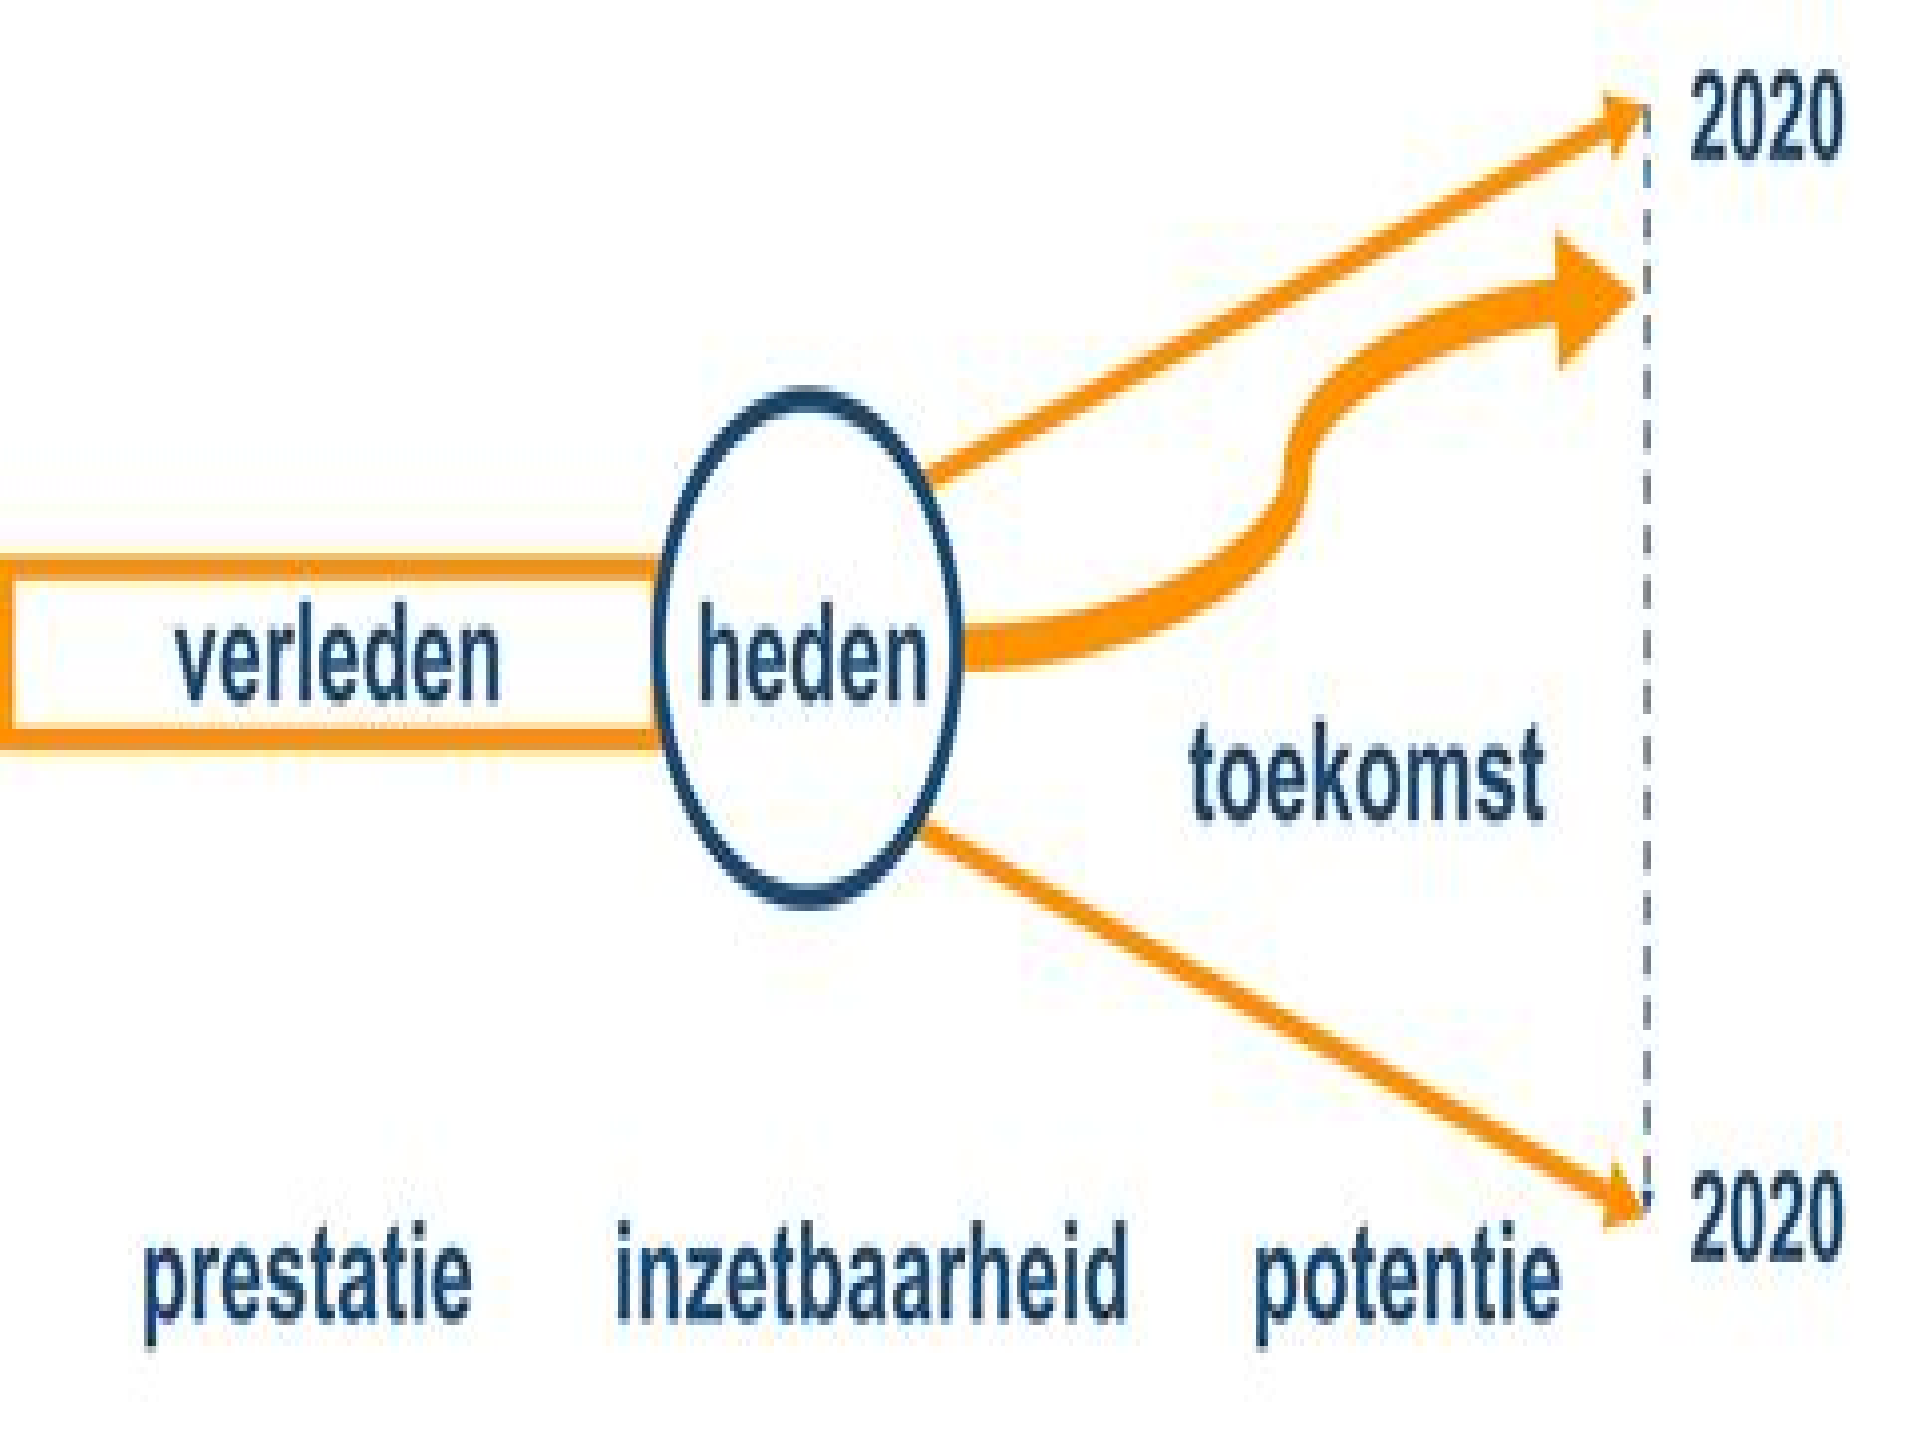 2020
verleden
heden
toekomst
2020
prestatie
inzetbaarheid
potentie